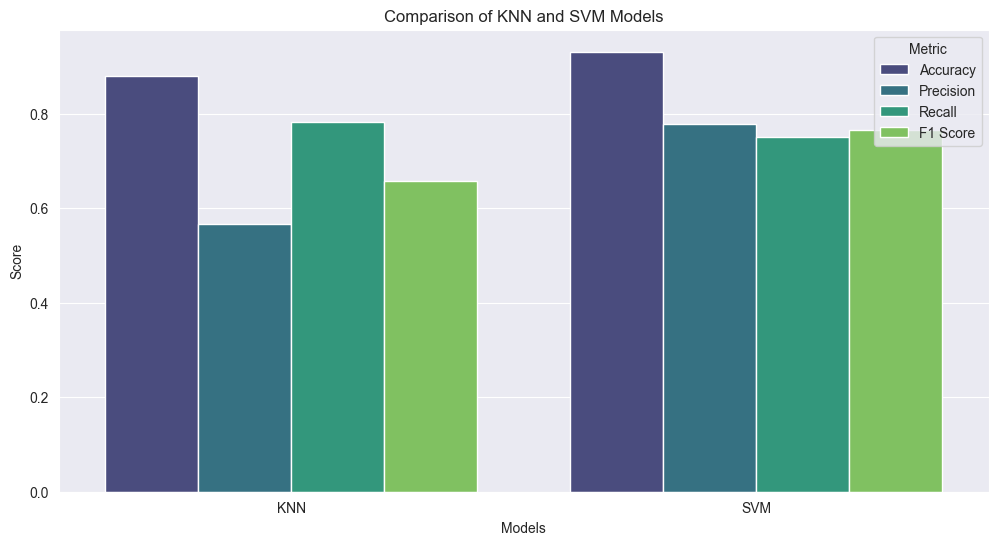 Comparison of KNN and SVM Models
Metric
Accuracy
Precision
Recall
F1 Score
Score
0.8
0.6
0.4
0.2
0.0
KNN
SVM
Models